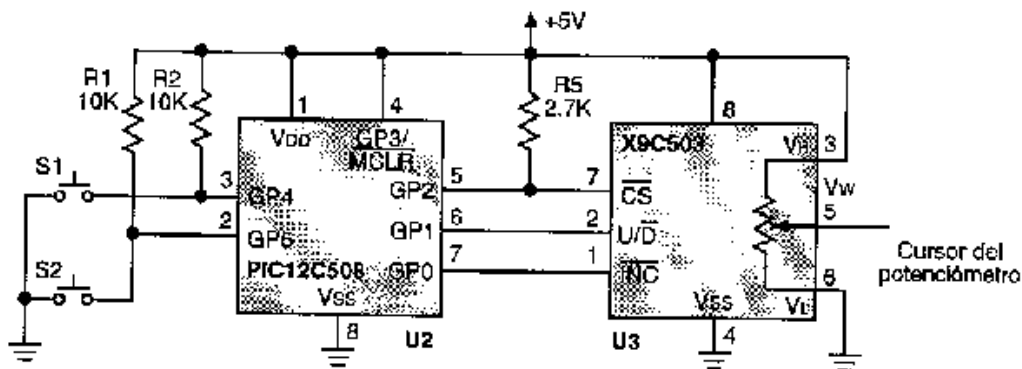 +5V
R1
10K
R2
10K
R5
2.7K
1
4
8
VDD
GP3/
MCLR
X9C503
VH
3
S1
3
GP4
GP2
5
7
CS
VW
5
2
GP5
GP1
6
2
U/D
S2
PIC12C508
GP0
7
1
INC
Cursor del
potenciómetro
6
VL
VSS
8
U2
U3
VSS
4